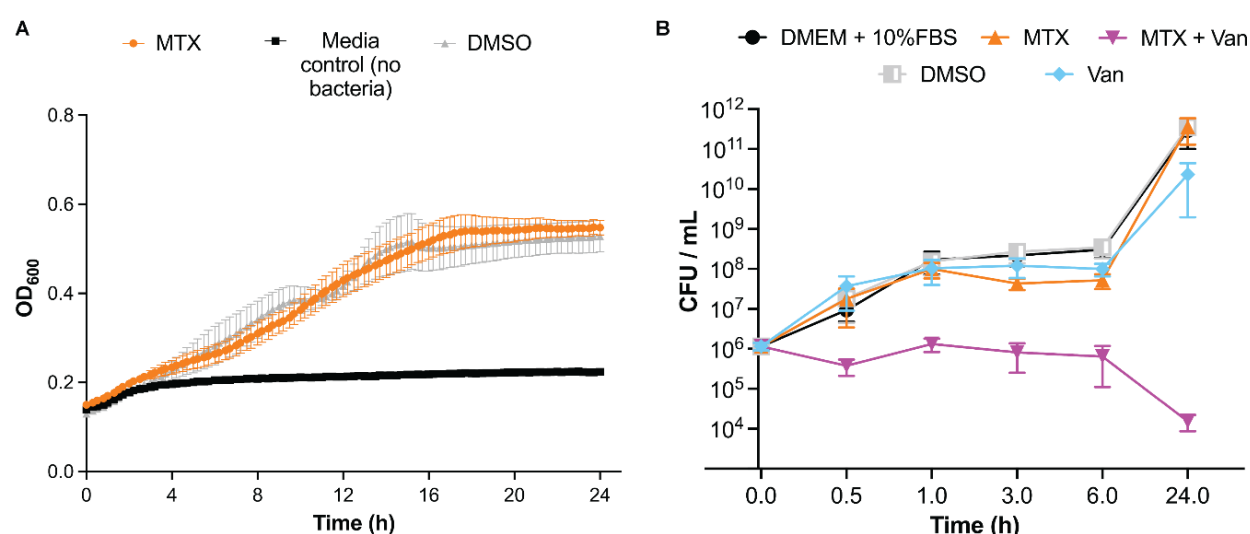 A
MTX
Media
control (no
bacteria)
DMSO
0.8
0.6
0.4
0.2
0.0
OD600
0
4
8
12
16
20
24
Time (h)
B
DMEM + 10%FBS
MTX
MTX + Van
DMSO
Van
10^12
10^11
10^10
10^9
10^8
10^7
10^6
10^5
10^4
CFU / mL
0.0
0.5
1.0
3.0
6.0
24.0
Time (h)